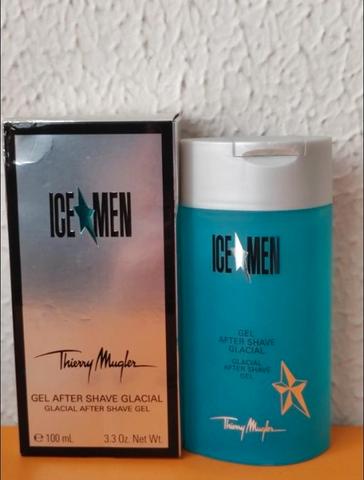 ICE★MEN
Thierry Mugler
GEL AFTER SHAVE GLACIAL
GLACIAL AFTER SHAVE GEL
℮ 100 mL 3.3 Oz. Net Wt.
ICE★MEN
GEL
AFTER SHAVE
GLACIAL
GLACIAL
AFTER SHAVE
GEL
Thierry Mugler